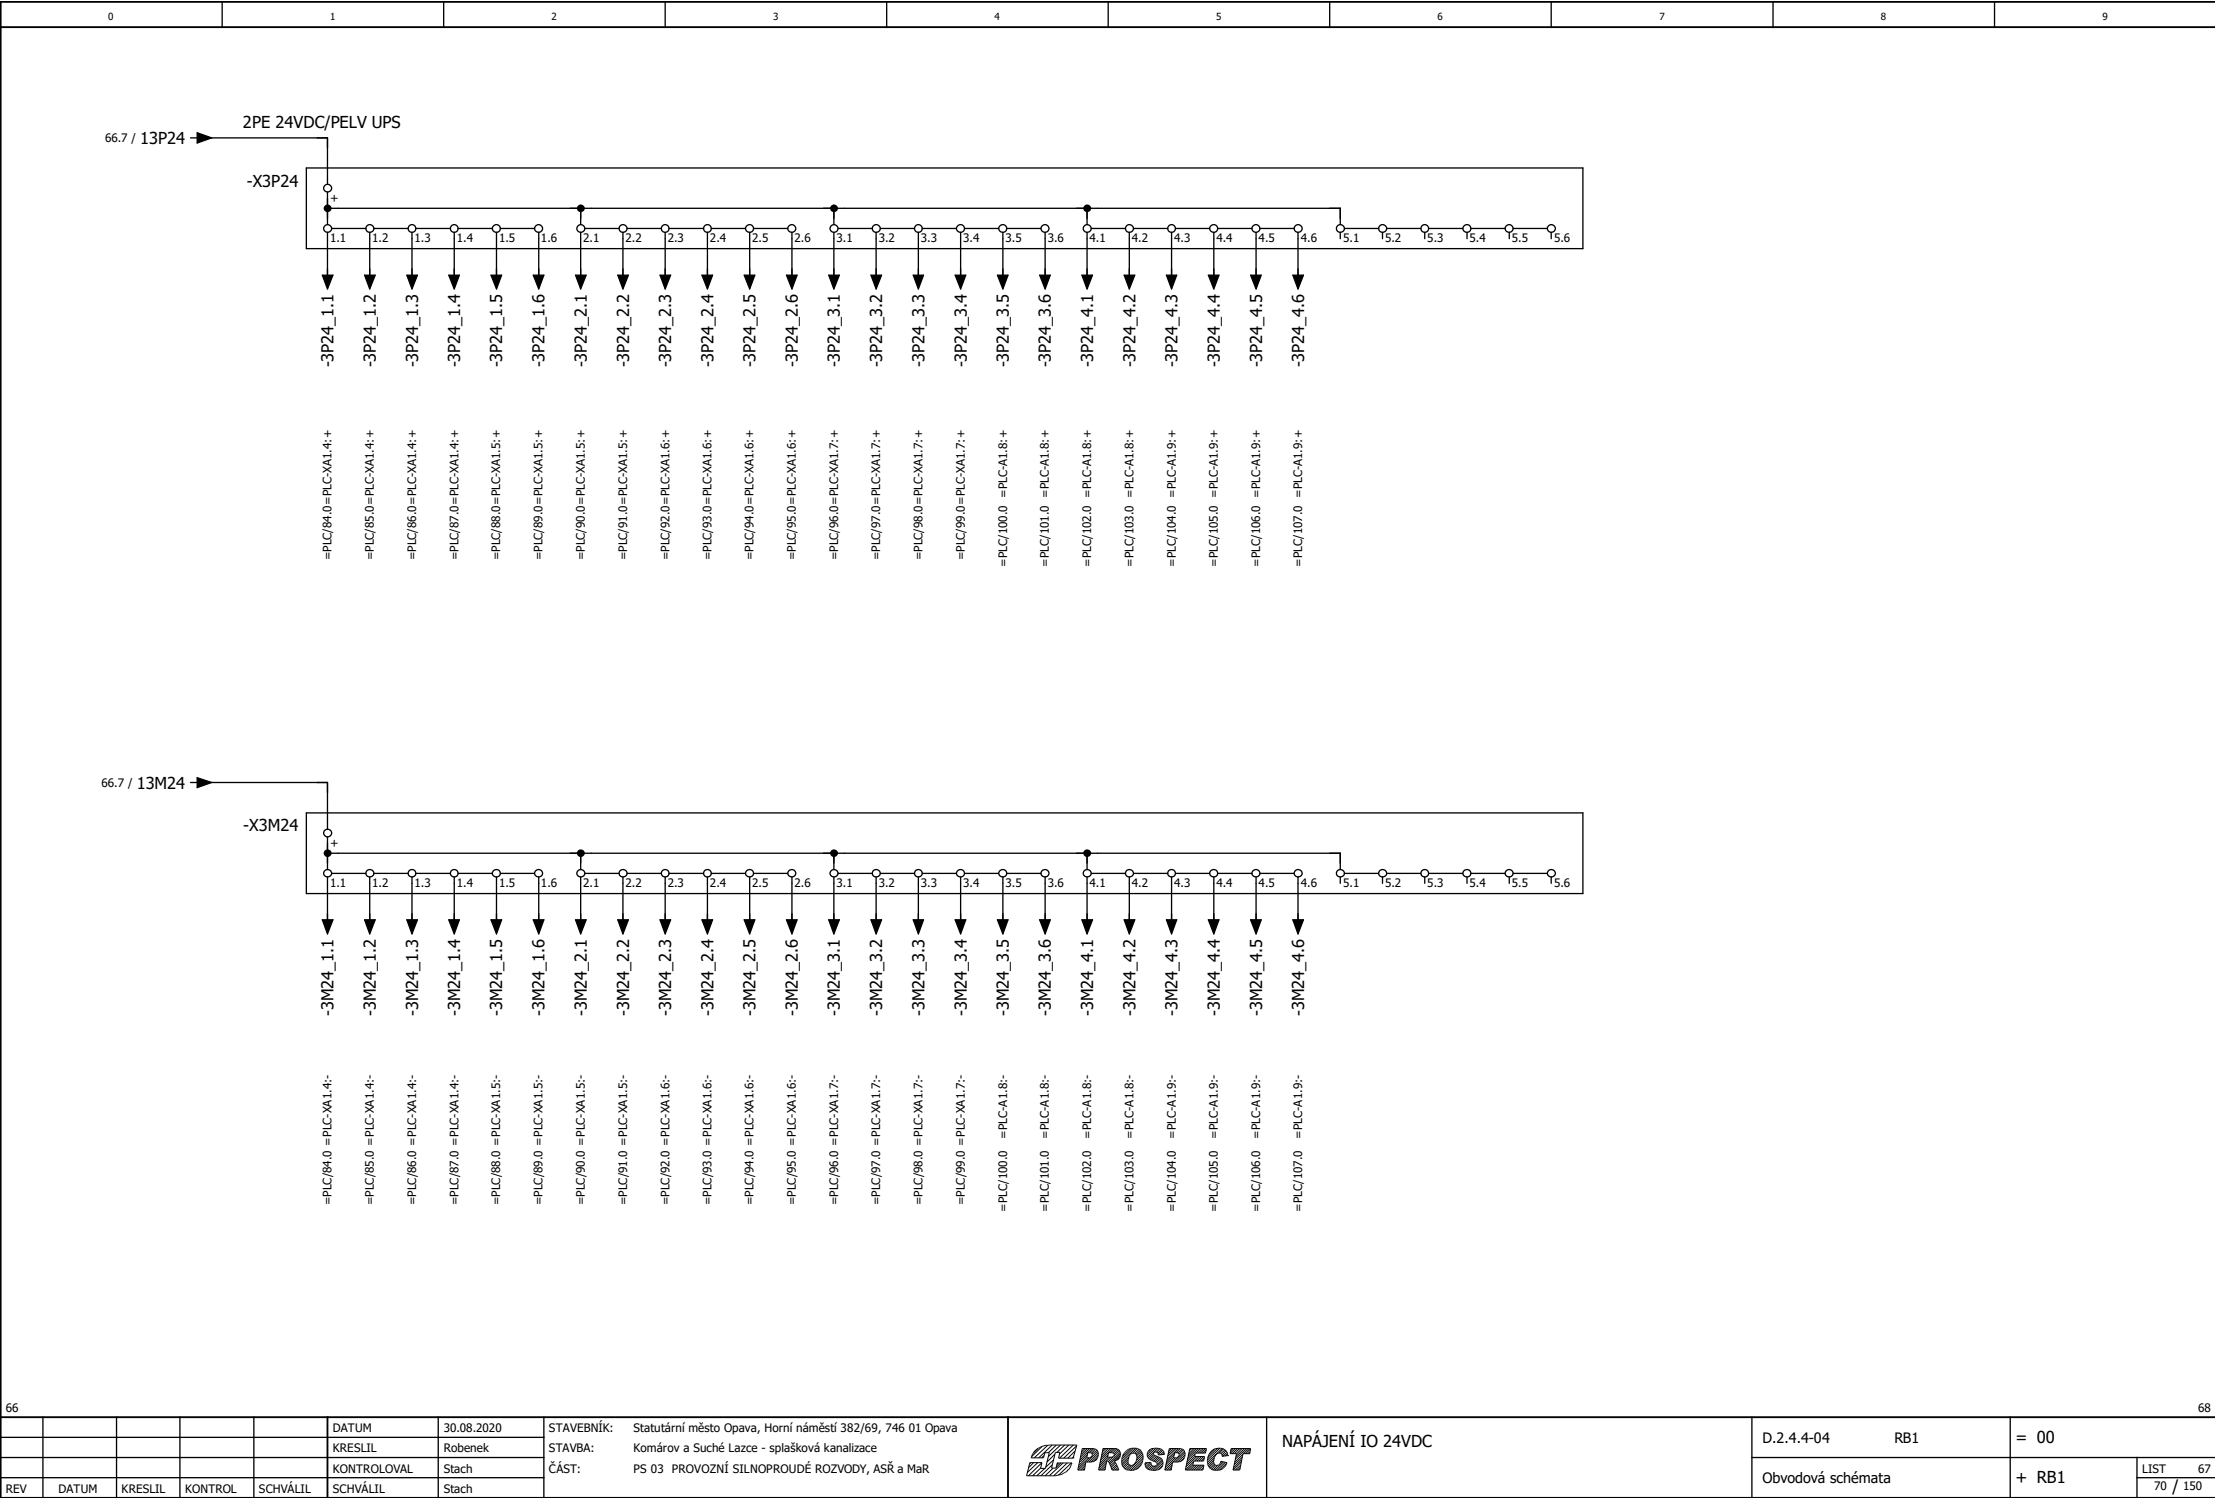 0 1 2 3 4 5 6 7 8 9
2PE 24VDC/PELV UPS
66.7 / 13P24
-X3P24
+
1.1 1.2 1.3 1.4 1.5 1.6 2.1 2.2 2.3 2.4 2.5 2.6 3.1 3.2 3.3 3.4 3.5 3.6 4.1 4.2 4.3 4.4 4.5 4.6 5.1 5.2 5.3 5.4 5.5 5.6
-3P24_1.1
-3P24_1.2
-3P24_1.3
-3P24_1.4
-3P24_1.5
-3P24_1.6
-3P24_2.1
-3P24_2.2
-3P24_2.3
-3P24_2.4
-3P24_2.5
-3P24_2.6
-3P24_3.1
-3P24_3.2
-3P24_3.3
-3P24_3.4
-3P24_3.5
-3P24_3.6
-3P24_4.1
-3P24_4.2
-3P24_4.3
-3P24_4.4
-3P24_4.5
-3P24_4.6
=PLC/84.0=PLC-XA1.4:+
=PLC/85.0=PLC-XA1.4:+
=PLC/86.0=PLC-XA1.4:+
=PLC/87.0=PLC-XA1.4:+
=PLC/88.0=PLC-XA1.5:+
=PLC/89.0=PLC-XA1.5:+
=PLC/90.0=PLC-XA1.5:+
=PLC/91.0=PLC-XA1.5:+
=PLC/92.0=PLC-XA1.6:+
=PLC/93.0=PLC-XA1.6:+
=PLC/94.0=PLC-XA1.6:+
=PLC/95.0=PLC-XA1.6:+
=PLC/96.0=PLC-XA1.7:+
=PLC/97.0=PLC-XA1.7:+
=PLC/98.0=PLC-XA1.7:+
=PLC/99.0=PLC-XA1.7:+
=PLC/100.0 =PLC-A1.8:+
=PLC/101.0 =PLC-A1.8:+
=PLC/102.0 =PLC-A1.8:+
=PLC/103.0 =PLC-A1.8:+
=PLC/104.0 =PLC-A1.9:+
=PLC/105.0 =PLC-A1.9:+
=PLC/106.0 =PLC-A1.9:+
=PLC/107.0 =PLC-A1.9:+
66.7 / 13M24
-X3M24
+
1.1 1.2 1.3 1.4 1.5 1.6 2.1 2.2 2.3 2.4 2.5 2.6 3.1 3.2 3.3 3.4 3.5 3.6 4.1 4.2 4.3 4.4 4.5 4.6 5.1 5.2 5.3 5.4 5.5 5.6
-3M24_1.1
-3M24_1.2
-3M24_1.3
-3M24_1.4
-3M24_1.5
-3M24_1.6
-3M24_2.1
-3M24_2.2
-3M24_2.3
-3M24_2.4
-3M24_2.5
-3M24_2.6
-3M24_3.1
-3M24_3.2
-3M24_3.3
-3M24_3.4
-3M24_3.5
-3M24_3.6
-3M24_4.1
-3M24_4.2
-3M24_4.3
-3M24_4.4
-3M24_4.5
-3M24_4.6
=PLC/84.0 =PLC-XA1.4:-
=PLC/85.0 =PLC-XA1.4:-
=PLC/86.0 =PLC-XA1.4:-
=PLC/87.0 =PLC-XA1.4:-
=PLC/88.0 =PLC-XA1.5:-
=PLC/89.0 =PLC-XA1.5:-
=PLC/90.0 =PLC-XA1.5:-
=PLC/91.0 =PLC-XA1.5:-
=PLC/92.0 =PLC-XA1.6:-
=PLC/93.0 =PLC-XA1.6:-
=PLC/94.0 =PLC-XA1.6:-
=PLC/95.0 =PLC-XA1.6:-
=PLC/96.0 =PLC-XA1.7:-
=PLC/97.0 =PLC-XA1.7:-
=PLC/98.0 =PLC-XA1.7:-
=PLC/99.0 =PLC-XA1.7:-
=PLC/100.0 =PLC-A1.8:-
=PLC/101.0 =PLC-A1.8:-
=PLC/102.0 =PLC-A1.8:-
=PLC/103.0 =PLC-A1.8:-
=PLC/104.0 =PLC-A1.9:-
=PLC/105.0 =PLC-A1.9:-
=PLC/106.0 =PLC-A1.9:-
=PLC/107.0 =PLC-A1.9:-
66 68
DATUM 30.08.2020
KRESLIL Robenek
KONTROLOVAL Stach
REV DATUM KRESLIL KONTROL SCHVÁLIL SCHVÁLIL Stach
STAVEBNÍK: Statutární město Opava, Horní náměstí 382/69, 746 01 Opava
STAVBA: Komárov a Suché Lazce - splašková kanalizace
ČÁST: PS 03 PROVOZNÍ SILNOPROUDÉ ROZVODY, ASŘ a MaR
PROSPECT
NAPÁJENÍ IO 24VDC
D.2.4.4-04 RB1
Obvodová schémata
= 00
+ RB1
LIST 67
70 / 150